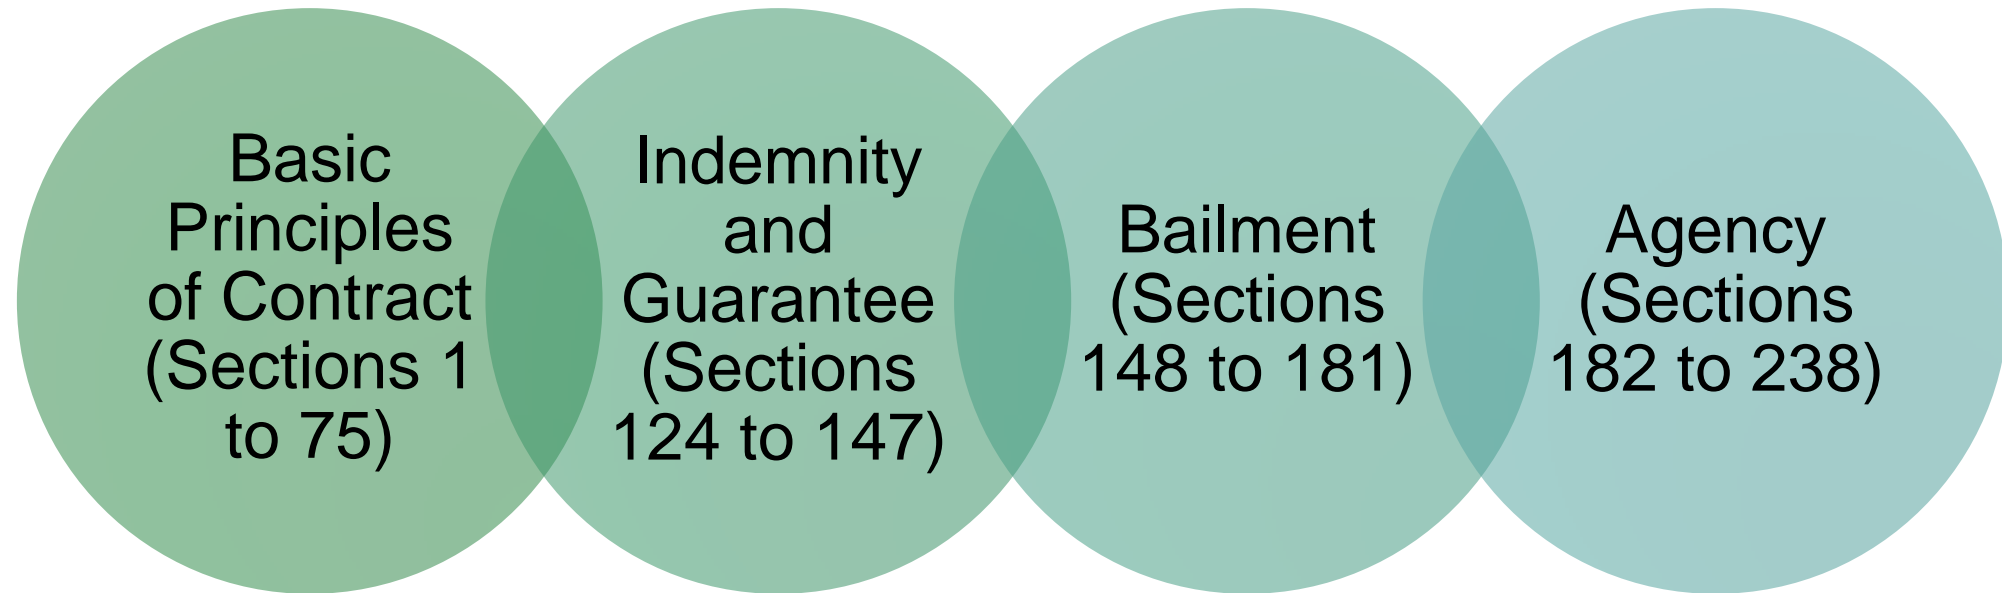 Basic
Principles
of Contract
(Sections 1
to 75)
Indemnity
and
Guarantee
(Sections
124 to 147)
Bailment
(Sections
148 to 181)
Agency
(Sections
182 to 238)